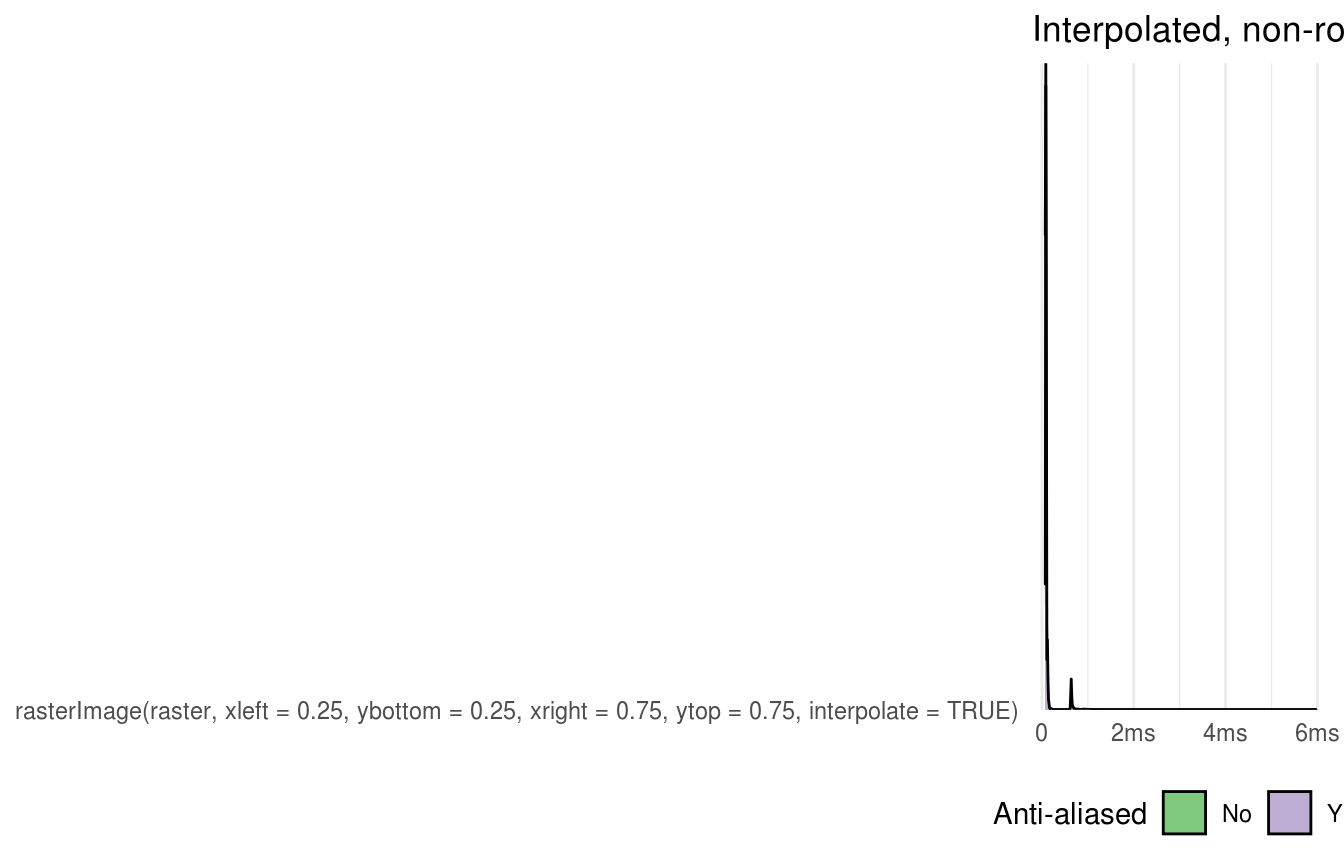 Interpolated, non-ro
rasterImage(raster, xleft = 0.25, ybottom = 0.25, xright = 0.75, ytop = 0.75, interpolate = TRUE)
0 2ms 4ms 6ms
Anti-aliased No Y